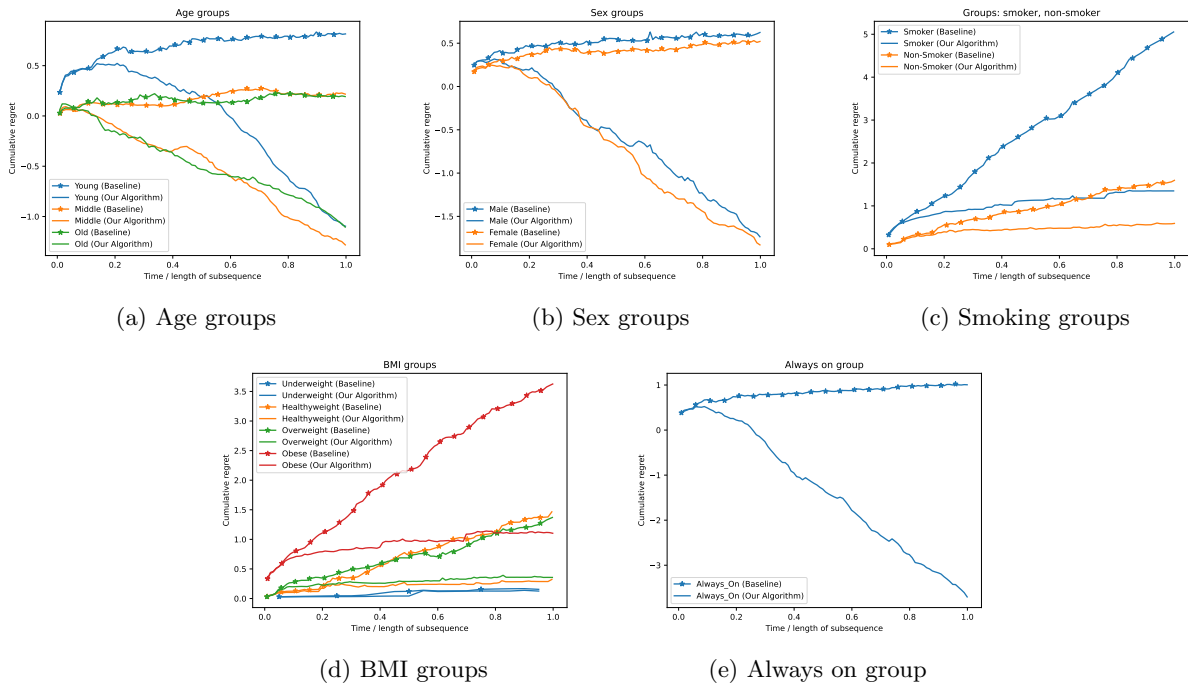 Age groups
Cumulative regret
0.5
0.0
−0.5
−1.0
Young (Baseline)
Young (Our Algorithm)
Middle (Baseline)
Middle (Our Algorithm)
Old (Baseline)
Old (Our Algorithm)
0.0 0.2 0.4 0.6 0.8 1.0
Time / length of subsequence
(a) Age groups
Sex groups
Cumulative regret
0.5
0.0
−0.5
−1.0
−1.5
Male (Baseline)
Male (Our Algorithm)
Female (Baseline)
Female (Our Algorithm)
0.0 0.2 0.4 0.6 0.8 1.0
Time / length of subsequence
(b) Sex groups
Groups: smoker, non-smoker
Cumulative regret
5
4
3
2
1
0
Smoker (Baseline)
Smoker (Our Algorithm)
Non-Smoker (Baseline)
Non-Smoker (Our Algorithm)
0.0 0.2 0.4 0.6 0.8 1.0
Time / length of subsequence
(c) Smoking groups
BMI groups
Cumulative regret
3.5
3.0
2.5
2.0
1.5
1.0
0.5
0.0
Underweight (Baseline)
Underweight (Our Algorithm)
Healthyweight (Baseline)
Healthyweight (Our Algorithm)
Overweight (Baseline)
Overweight (Our Algorithm)
Obese (Baseline)
Obese (Our Algorithm)
0.0 0.2 0.4 0.6 0.8 1.0
Time / length of subsequence
(d) BMI groups
Always on group
Cumulative regret
1
0
−1
−2
−3
Always_On (Baseline)
Always_On (Our Algorithm)
0.0 0.2 0.4 0.6 0.8 1.0
Time / length of subsequence
(e) Always on group